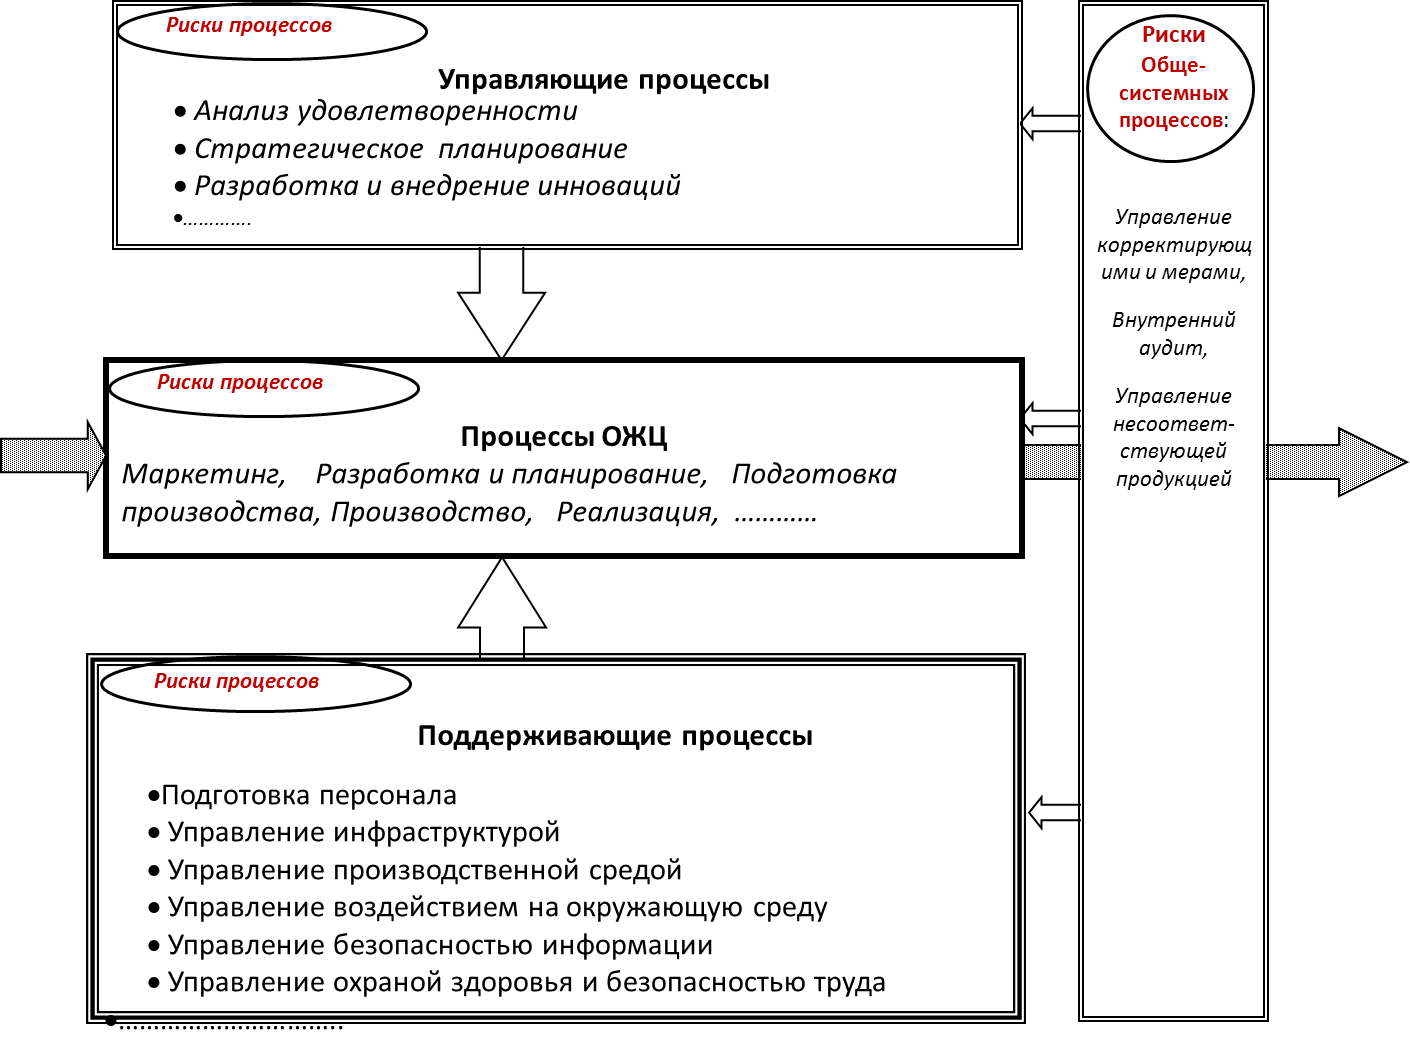 Риски процессов
Управляющие процессы
• Анализ удовлетворенности
• Стратегическое планирование
• Разработка и внедрение инноваций
•………….
Риски процессов
Процессы ОЖЦ
Маркетинг, Разработка и планирование, Подготовка
производства, Производство, Реализация, …………
Риски процессов
Поддерживающие процессы
•Подготовка персонала
• Управление инфраструктурой
• Управление производственной средой
• Управление воздействием на окружающую среду
• Управление безопасностью информации
• Управление охраной здоровья и безопасностью труда
• ……………………………
Риски
Обще-
системных
процессов:
Управление
корректирующ
ими и мерами,
Внутренний
аудит,
Управление
несоответ-
ствующей
продукцией